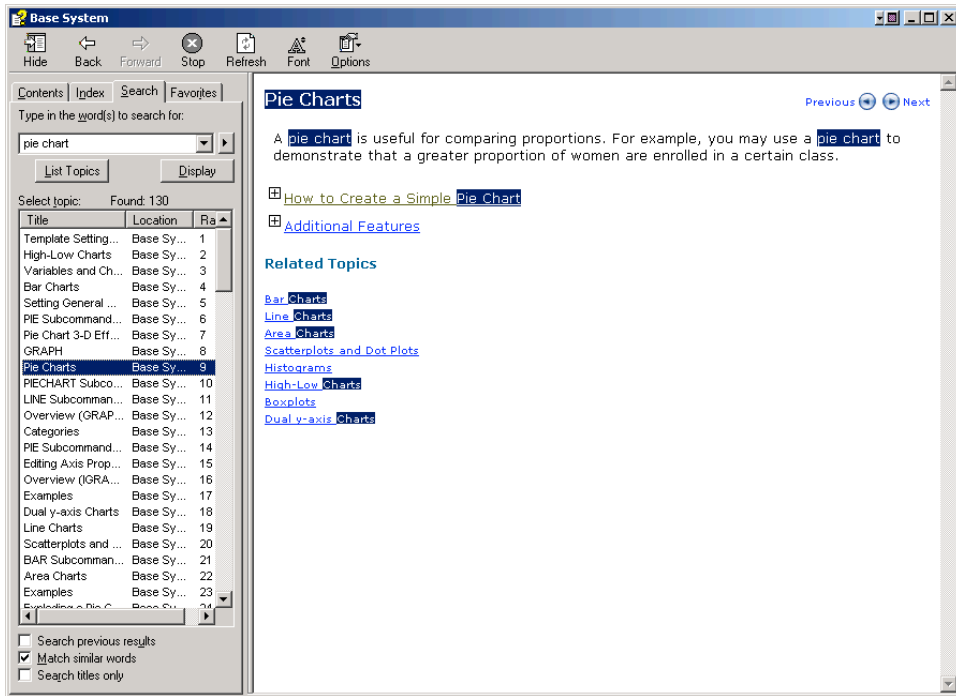 Base System
Hide Back Forward Stop Refresh Font Options
Contents Index Search Favorites
Type in the word(s) to search for:
pie chart
List Topics Display
Select topic: Found: 130
Title Location Ra
Template Setting... Base Sy... 1
High-Low Charts Base Sy... 2
Variables and Ch... Base Sy... 3
Bar Charts Base Sy... 4
Setting General ... Base Sy... 5
PIE Subcommand... Base Sy... 6
Pie Chart 3-D Eff... Base Sy... 7
GRAPH Base Sy... 8
Pie Charts Base Sy... 9
PIECHART Subco... Base Sy... 10
LINE Subcomman... Base Sy... 11
Overview (GRAP... Base Sy... 12
Categories Base Sy... 13
PIE Subcommand... Base Sy... 14
Editing Axis Prop... Base Sy... 15
Overview (IGRA... Base Sy... 16
Examples Base Sy... 17
Dual y-axis Charts Base Sy... 18
Line Charts Base Sy... 19
Scatterplots and ... Base Sy... 20
BAR Subcomman... Base Sy... 21
Area Charts Base Sy... 22
Examples Base Sy... 23
Exploding a Pie C... Base Sy... 24
Search previous results
Match similar words
Search titles only
Pie Charts
Previous Next
A pie chart is useful for comparing proportions. For example, you may use a pie chart to
demonstrate that a greater proportion of women are enrolled in a certain class.
How to Create a Simple Pie Chart
Additional Features
Related Topics
Bar Charts
Line Charts
Area Charts
Scatterplots and Dot Plots
Histograms
High-Low Charts
Boxplots
Dual y-axis Charts